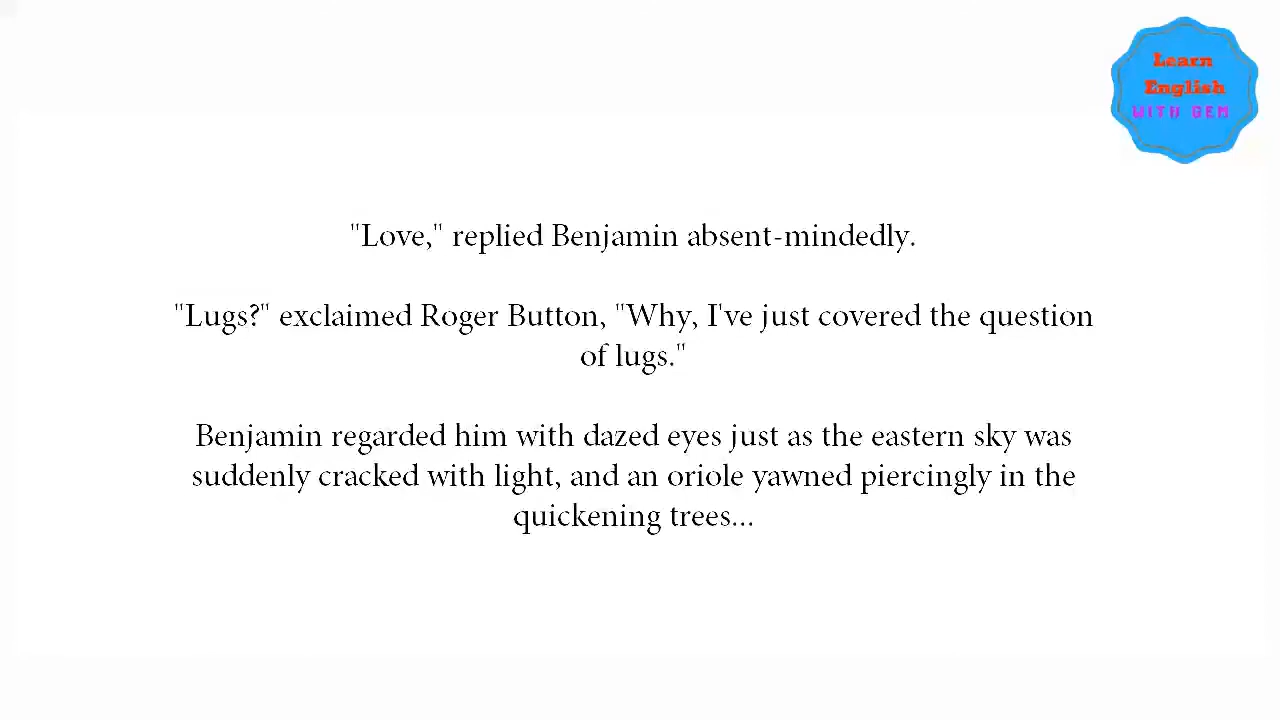 Learn
English
WITH GEM
"Love," replied Benjamin absent-mindedly.
"Lugs?" exclaimed Roger Button, "Why, I've just covered the question
of lugs."
Benjamin regarded him with dazed eyes just as the eastern sky was
suddenly cracked with light, and an oriole yawned piercingly in the
quickening trees...